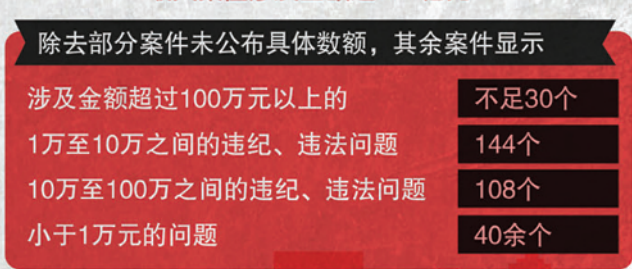 除去部分案件未公布具体数额，其余案件显示
涉及金额超过100万元以上的 不足30个
1万至10万之间的违纪、违法问题 144个
10万至100万之间的违纪、违法问题 108个
小于1万元的问题 40余个